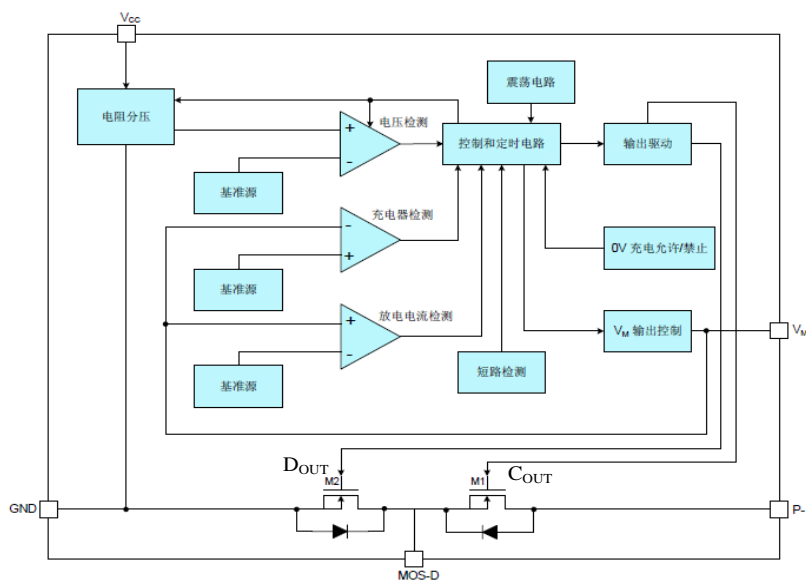 VCC
震荡电路
电阻分压
+
电压检测
-
控制和定时电路
输出驱动
基准源
充电器检测
-
+
0V 充电允许/禁止
基准源
放电电流检测
+
-
VM 输出控制
VM
基准源
短路检测
DOUT
M2
COUT
M1
GND
P-
MOS-D